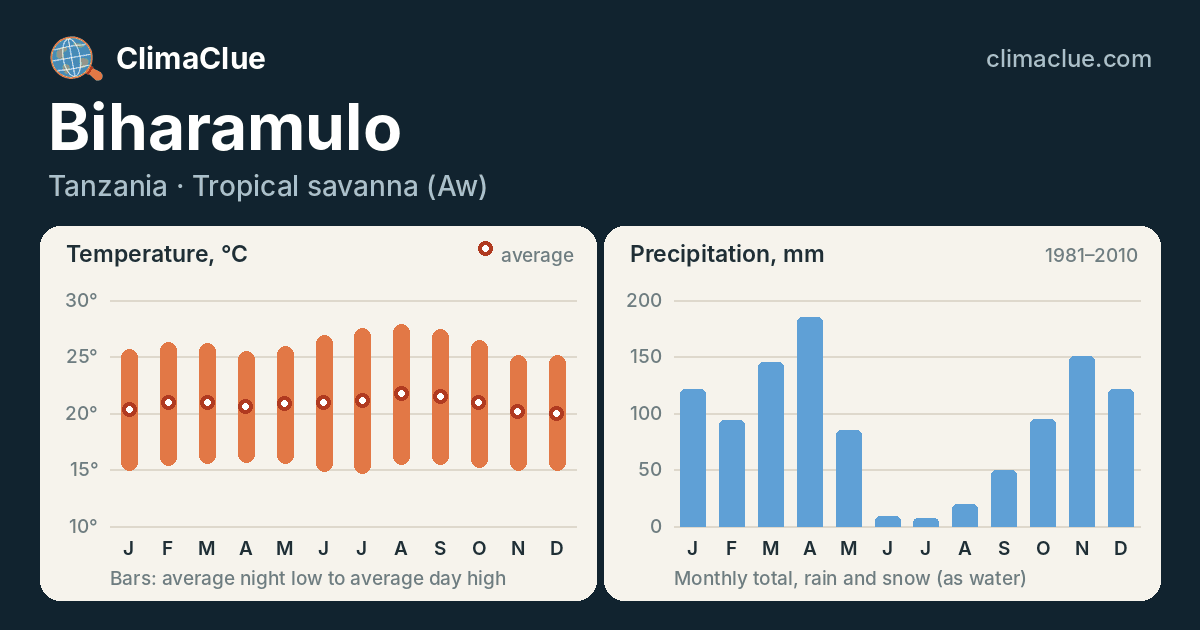 ClimaClue
climaclue.com
Biharamulo
Tanzania · Tropical savanna (Aw)
Temperature, °C
average
30°
25°
20°
15°
10°
J F M A M J J A S O N D
Bars: average night low to average day high
Precipitation, mm
1981–2010
200
150
100
50
0
J F M A M J J A S O N D
Monthly total, rain and snow (as water)